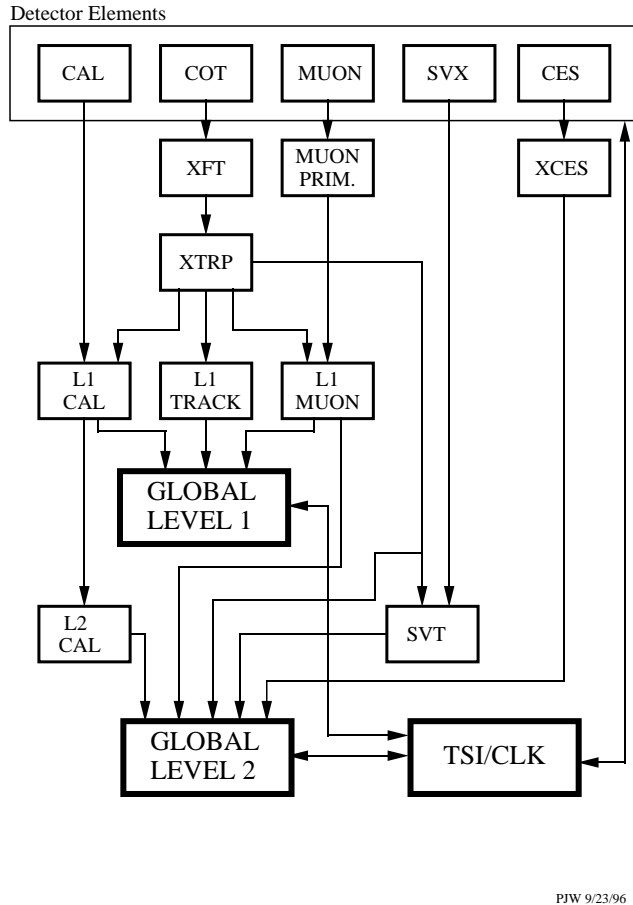 Detector Elements
CAL
COT
MUON
SVX
CES
XFT
MUON
PRIM.
XCES
XTRP
L1
CAL
L1
TRACK
L1
MUON
GLOBAL
LEVEL 1
L2
CAL
SVT
GLOBAL
LEVEL 2
TSI/CLK
PJW 9/23/96